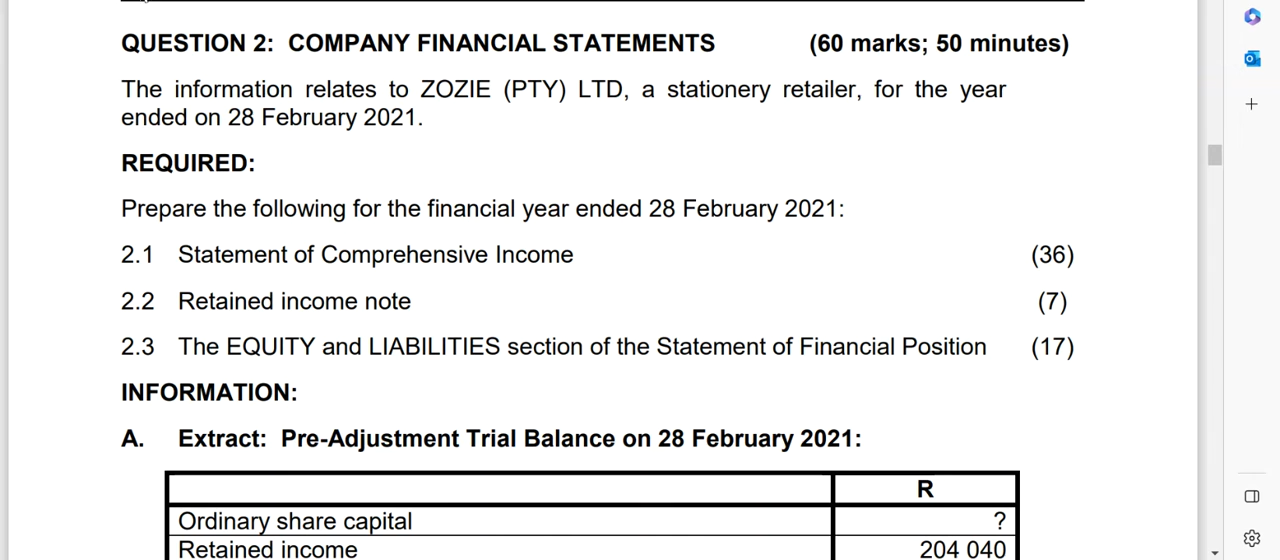 QUESTION 2: COMPANY FINANCIAL STATEMENTS (60 marks; 50 minutes)
The information relates to ZOZIE (PTY) LTD, a stationery retailer, for the year
ended on 28 February 2021.
REQUIRED:
Prepare the following for the financial year ended 28 February 2021:
2.1 Statement of Comprehensive Income (36)
2.2 Retained income note (7)
2.3 The EQUITY and LIABILITIES section of the Statement of Financial Position (17)
INFORMATION:
A. Extract: Pre-Adjustment Trial Balance on 28 February 2021:
R
Ordinary share capital ?
Retained income 204 040